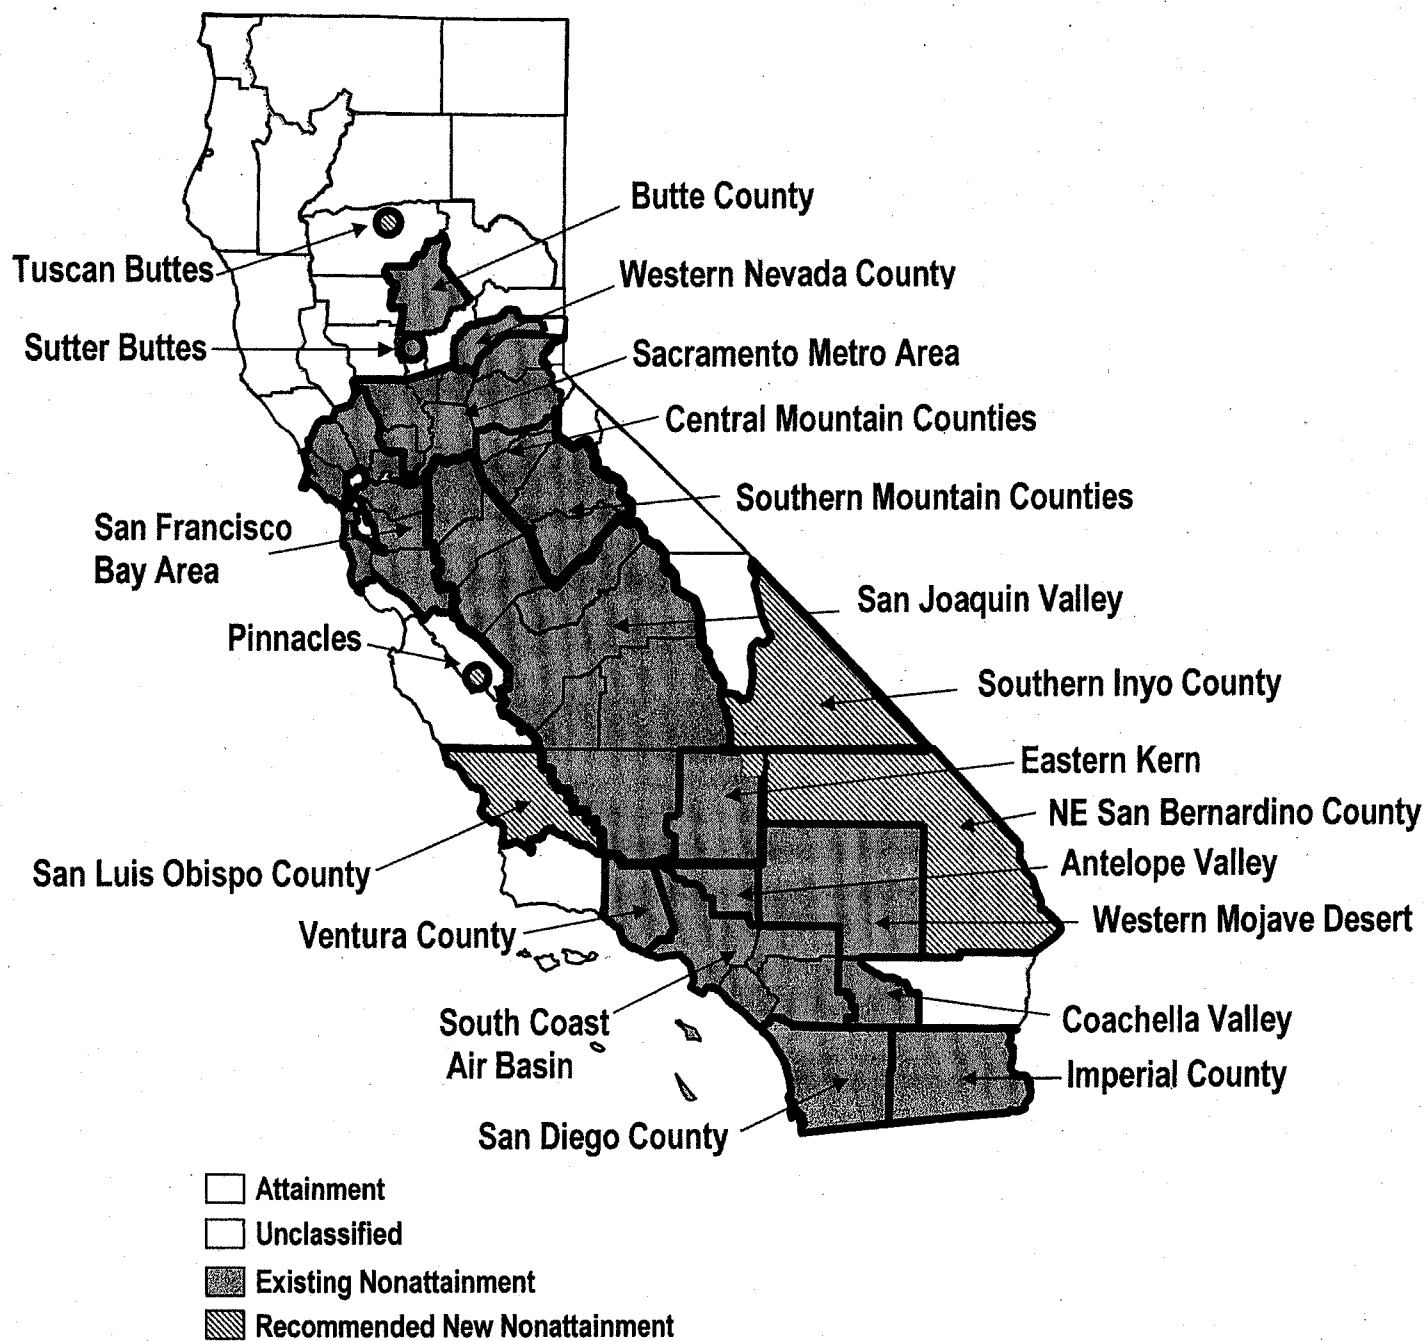 Butte County
Tuscan Buttes
Western Nevada County
Sutter Buttes
Sacramento Metro Area
Central Mountain Counties
Southern Mountain Counties
San Francisco
Bay Area
San Joaquin Valley
Pinnacles
Southern Inyo County
Eastern Kern
NE San Bernardino County
San Luis Obispo County
Antelope Valley
Ventura County
Western Mojave Desert
South Coast
Air Basin
Coachella Valley
Imperial County
San Diego County
Attainment
Unclassified
Existing Nonattainment
Recommended New Nonattainment